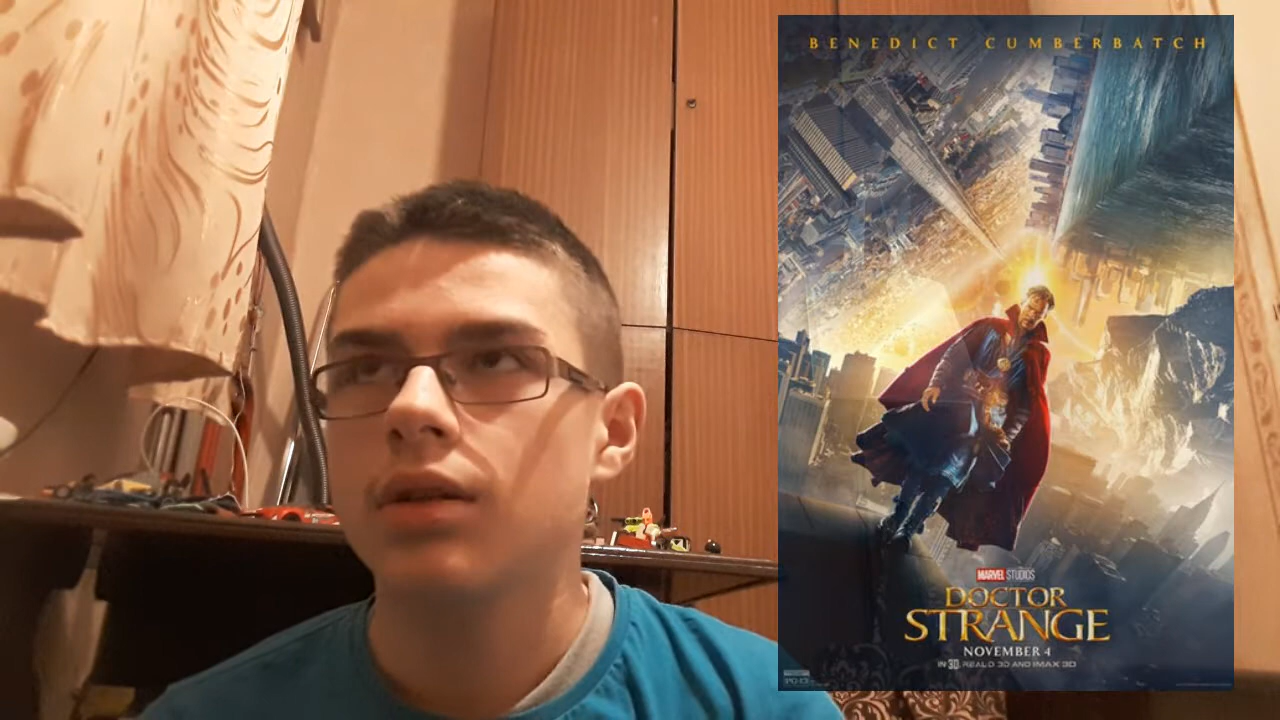 BENEDICT CUMBERBATCH
MARVEL STUDIOS
DOCTOR
STRANGE
NOVEMBER 4
IN 3D, REAL D 3D AND IMAX 3D